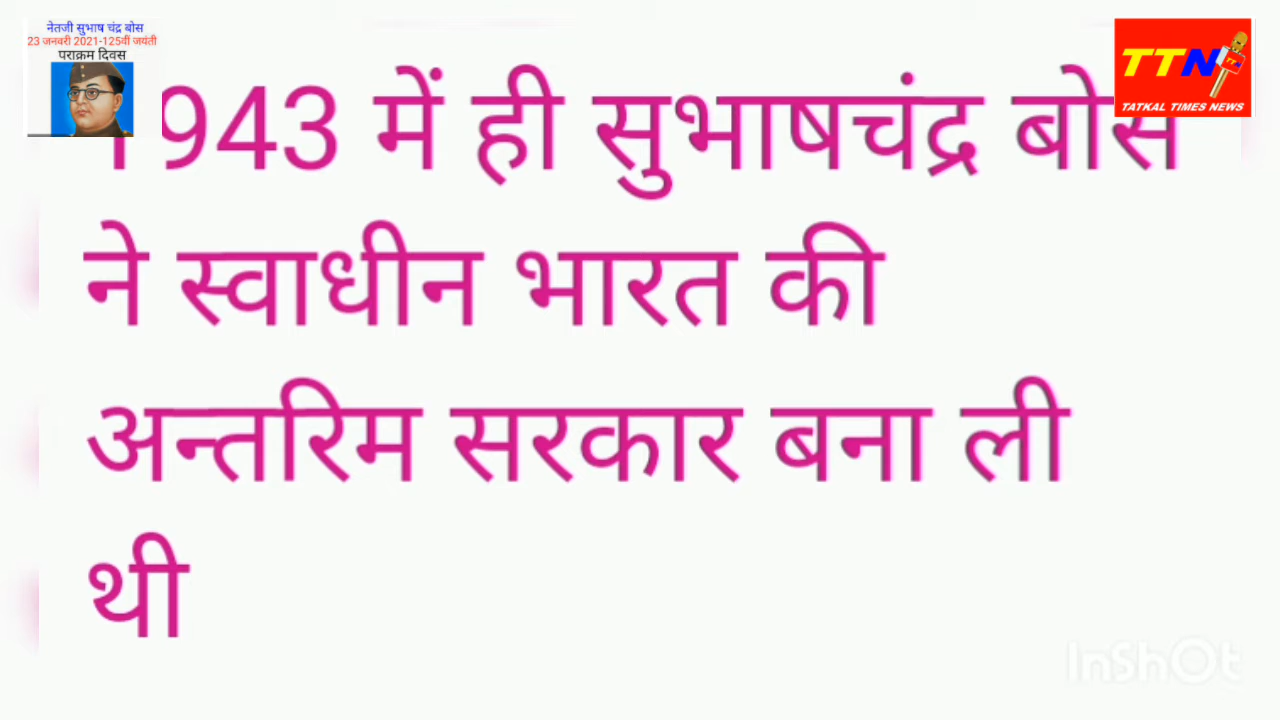 नेतजी सुभाष चंद्र बोस
23 जनवरी 2021-125वीं जयंती
पराक्रम दिवस
TTN
TATKAL TIMES NEWS
1943 में ही सुभाषचंद्र बोस
ने स्वाधीन भारत की
अन्तरिम सरकार बना ली
थी
InShOt